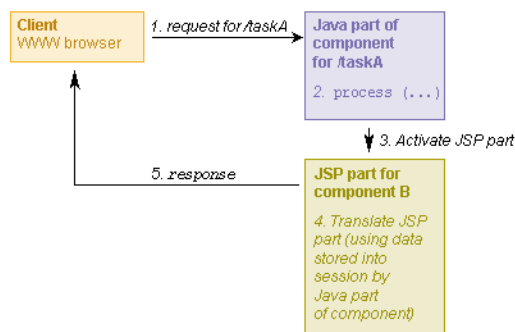 Client
WWW browser
1. request for /taskA
Java part of
component
for /taskA
2. process (...)
3. Activate JSP part
5. response
JSP part for
component B
4. Translate JSP
part (using data
stored into
session by
Java part
of component)